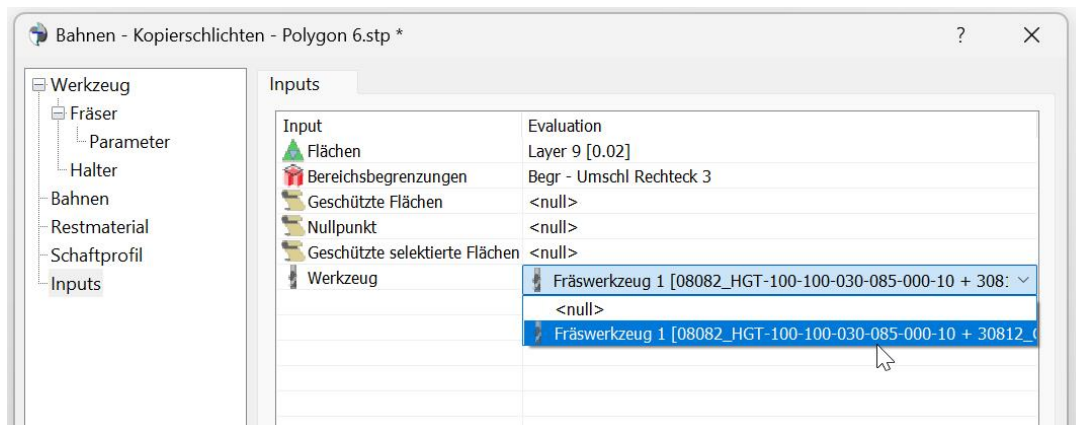 Bahnen - Kopierschlichten - Polygon 6.stp * ?
Werkzeug
Fräser
Parameter
Halter
Bahnen
Restmaterial
Schaftprofil
Inputs
Inputs
Input Evaluation
Flächen Layer 9 [0.02]
Bereichsbegrenzungen Begr - Umschl Rechteck 3
Geschützte Flächen <null>
Nullpunkt <null>
Geschützte selektierte Flächen <null>
Werkzeug Fräswerkzeug 1 [08082_HGT-100-100-030-085-000-10 + 3081
<null>
Fräswerkzeug 1 [08082_HGT-100-100-030-085-000-10 + 30812_